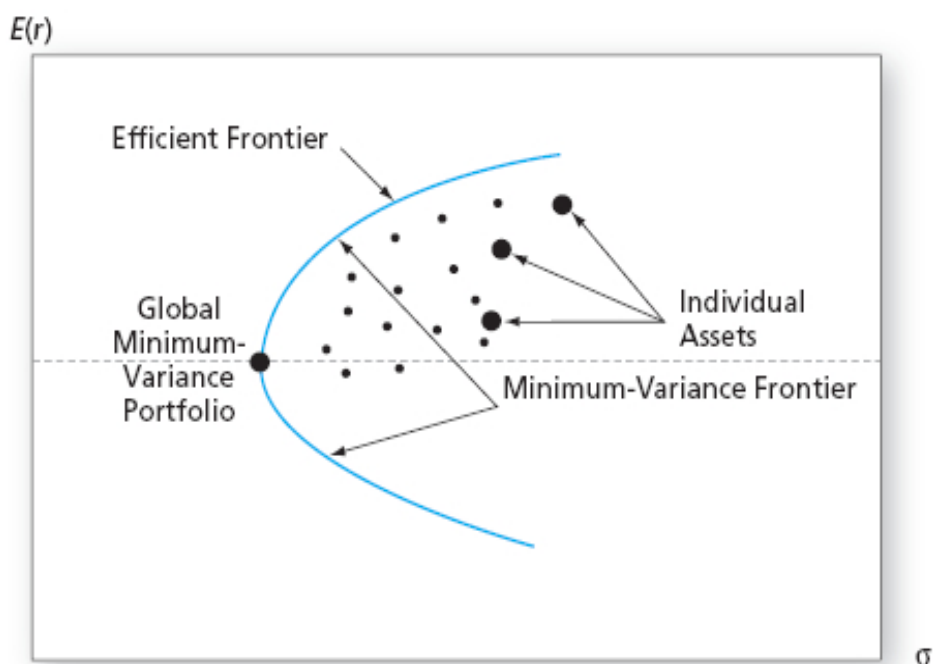 E(r)
Efficient Frontier
Global
Minimum-
Variance
Portfolio
Individual
Assets
Minimum-Variance Frontier
σ